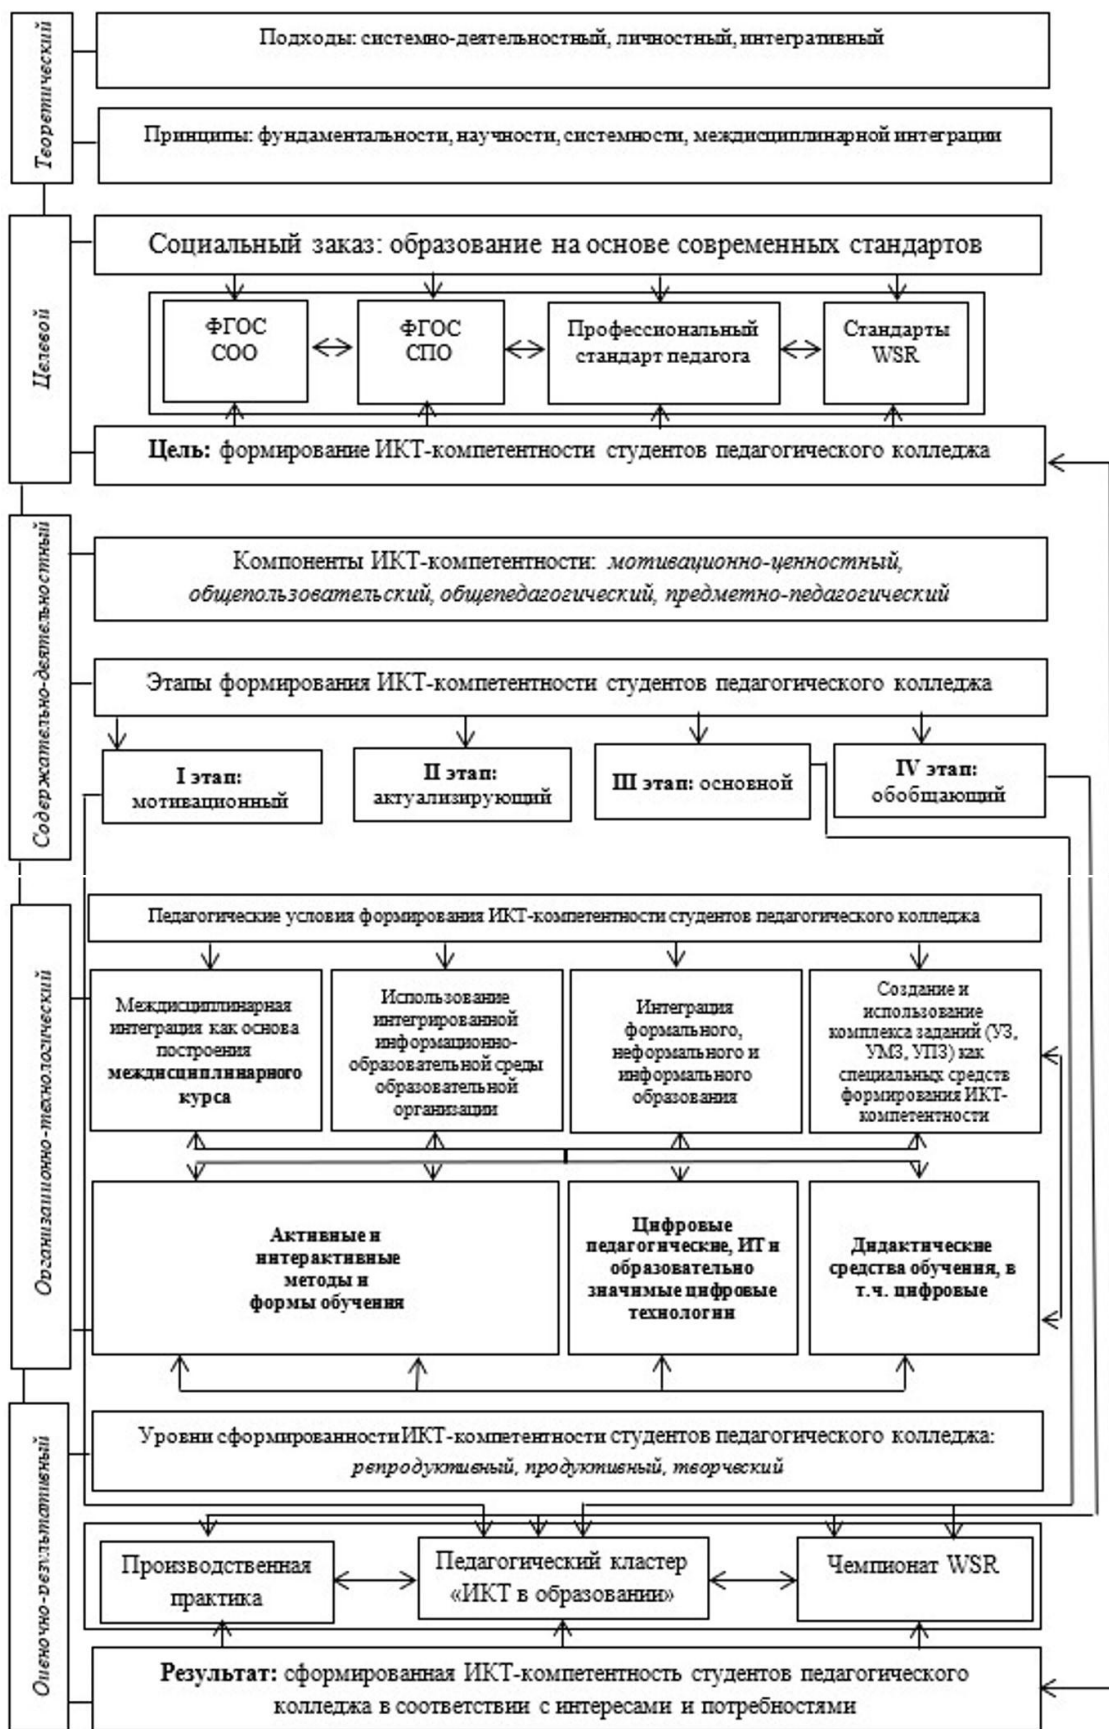 Теоретический
Подходы: системно-деятельностный, личностный, интегративный
Принципы: фундаментальности, научности, системности, междисциплинарной интеграции
Целевой
Социальный заказ: образование на основе современных стандартов
ФГОС
СОО
ФГОС
СПО
Профессиональный
стандарт педагога
Стандарты
WSR
Цель: формирование ИКТ-компетентности студентов педагогического колледжа
Содержательно-деятельностный
Компоненты ИКТ-компетентности: мотивационно-ценностный,
общепользовательский, общепедагогический, предметно-педагогический
Этапы формирования ИКТ-компетентности студентов педагогического колледжа
I этап:
мотивационный
II этап:
актуализирующий
III этап: основной
IV этап:
обобщающий
Организационно-технологический
Педагогические условия формирования ИКТ-компетентности студентов педагогического колледжа
Междисциплинарная
интеграция как основа
построения
междисциплинарного
курса
Использование
интегрированной
информационно-
образовательной среды
образовательной
организации
Интеграция
формального,
неформального и
информального
образования
Создание и
использование
комплекса заданий (УЗ,
УМЗ, УПЗ) как
специальных средств
формирования ИКТ-
компетентности
Активные и
интерактивные
методы и
формы обучения
Цифровые
педагогические, ИТ и
образовательно
значимые цифровые
технологии
Дидактические
средства обучения, в
т.ч. цифровые
Оценочно-результативный
Уровни сформированности ИКТ-компетентности студентов педагогического колледжа:
репродуктивный, продуктивный, творческий
Производственная
практика
Педагогический кластер
«ИКТ в образовании»
Чемпионат WSR
Результат: сформированная ИКТ-компетентность студентов педагогического
колледжа в соответствии с интересами и потребностями